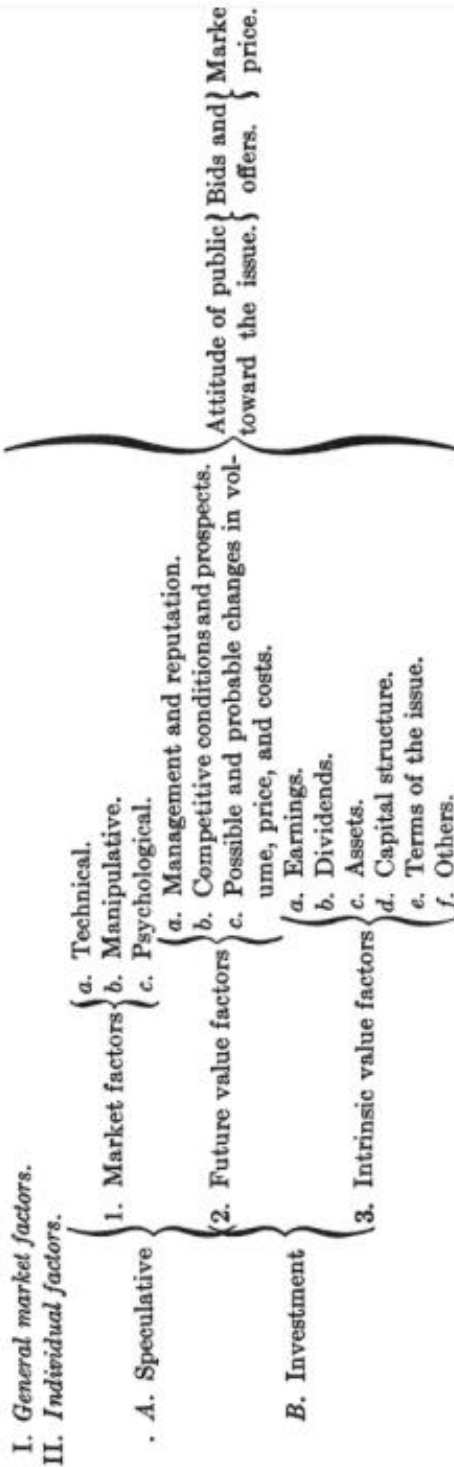 I. General market factors.
II. Individual factors.
. A. Speculative
B. Investment
1. Market factors
a. Technical.
b. Manipulative.
c. Psychological.
2. Future value factors
a. Management and reputation.
b. Competitive conditions and prospects.
c. Possible and probable changes in vol-
ume, price, and costs.
3. Intrinsic value factors
a. Earnings.
b. Dividends.
c. Assets.
d. Capital structure.
e. Terms of the issue.
f. Others.
Attitude of public
toward the issue.
Bids and
offers.
Marke
price.